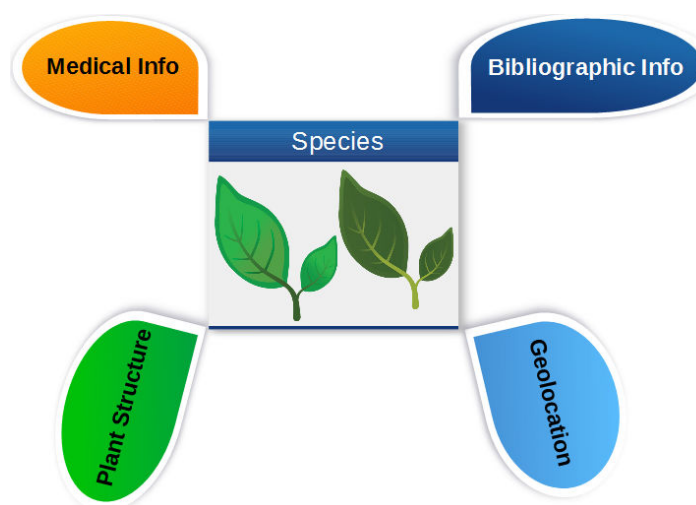 Medical Info
Bibliographic Info
Species
Plant Structure
Geolocation